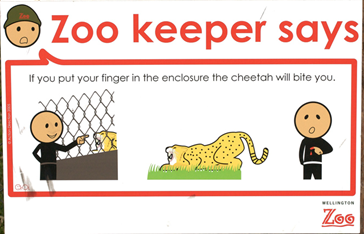 Zoo keeper says
If you put your finger in the enclosure the cheetah will bite you.
WELLINGTON
ZOO